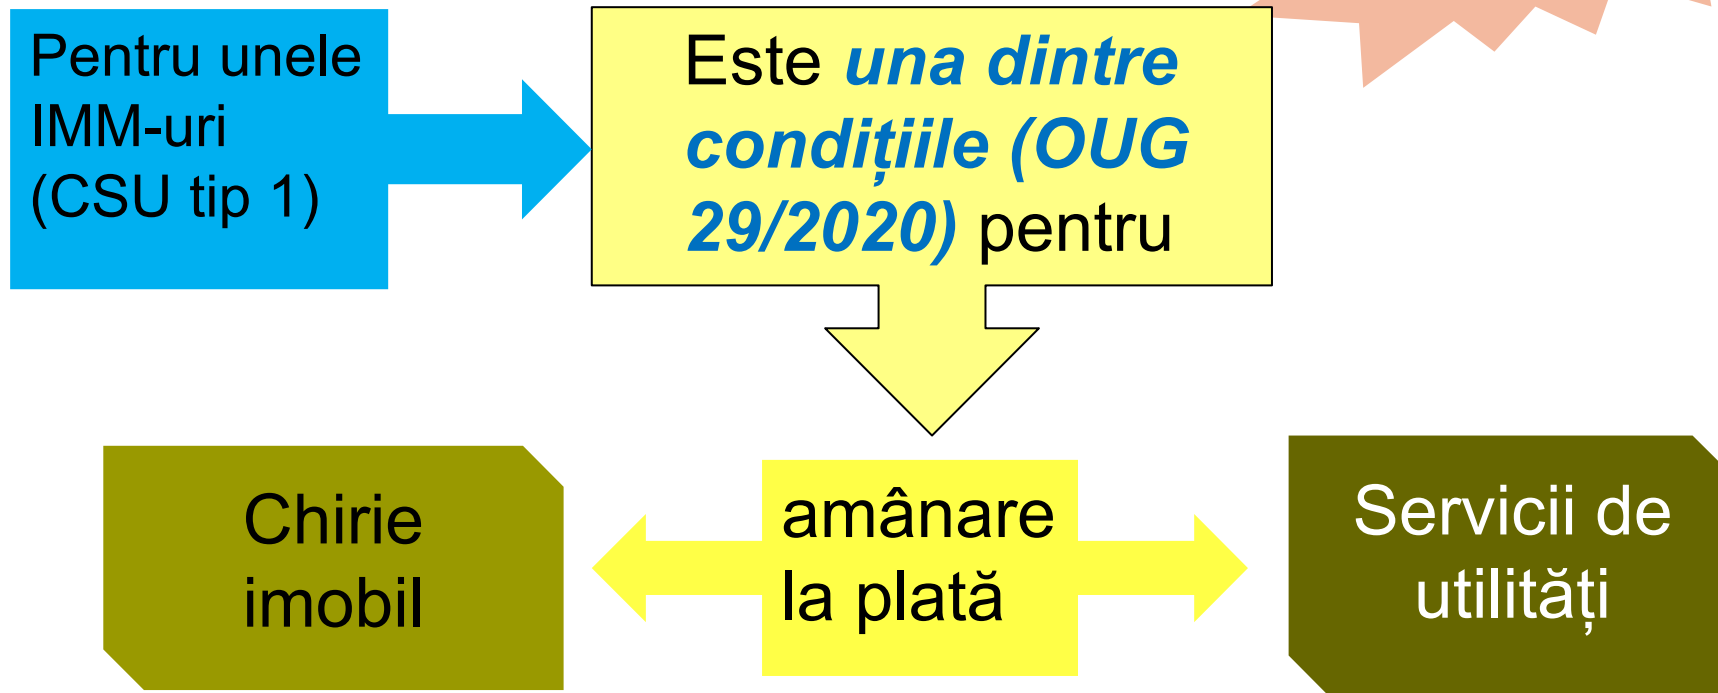 Pentru unele
IMM-uri
(CSU tip 1)
Este una dintre
condițiile (OUG
29/2020) pentru
Chirie
imobil
amânare
la plată
Servicii de
utilități